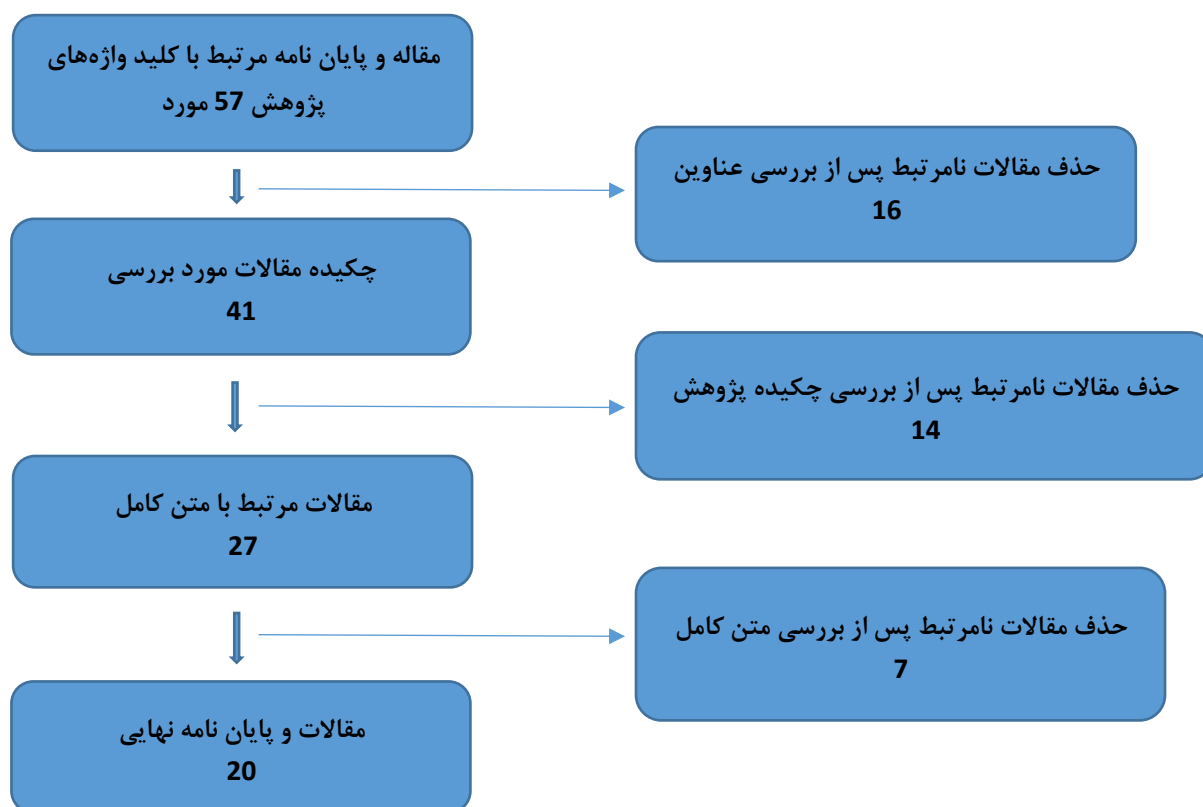 مقاله و پایان نامه مرتبط با کلید واژه‌های
پژوهش 57 مورد
حذف مقالات نامرتبط پس از بررسی عناوین
16
چکیده مقالات مورد بررسی
41
حذف مقالات نامرتبط پس از بررسی چکیده پژوهش
14
مقالات مرتبط با متن کامل
27
حذف مقالات نامرتبط پس از بررسی متن کامل
7
مقالات و پایان نامه نهایی
20